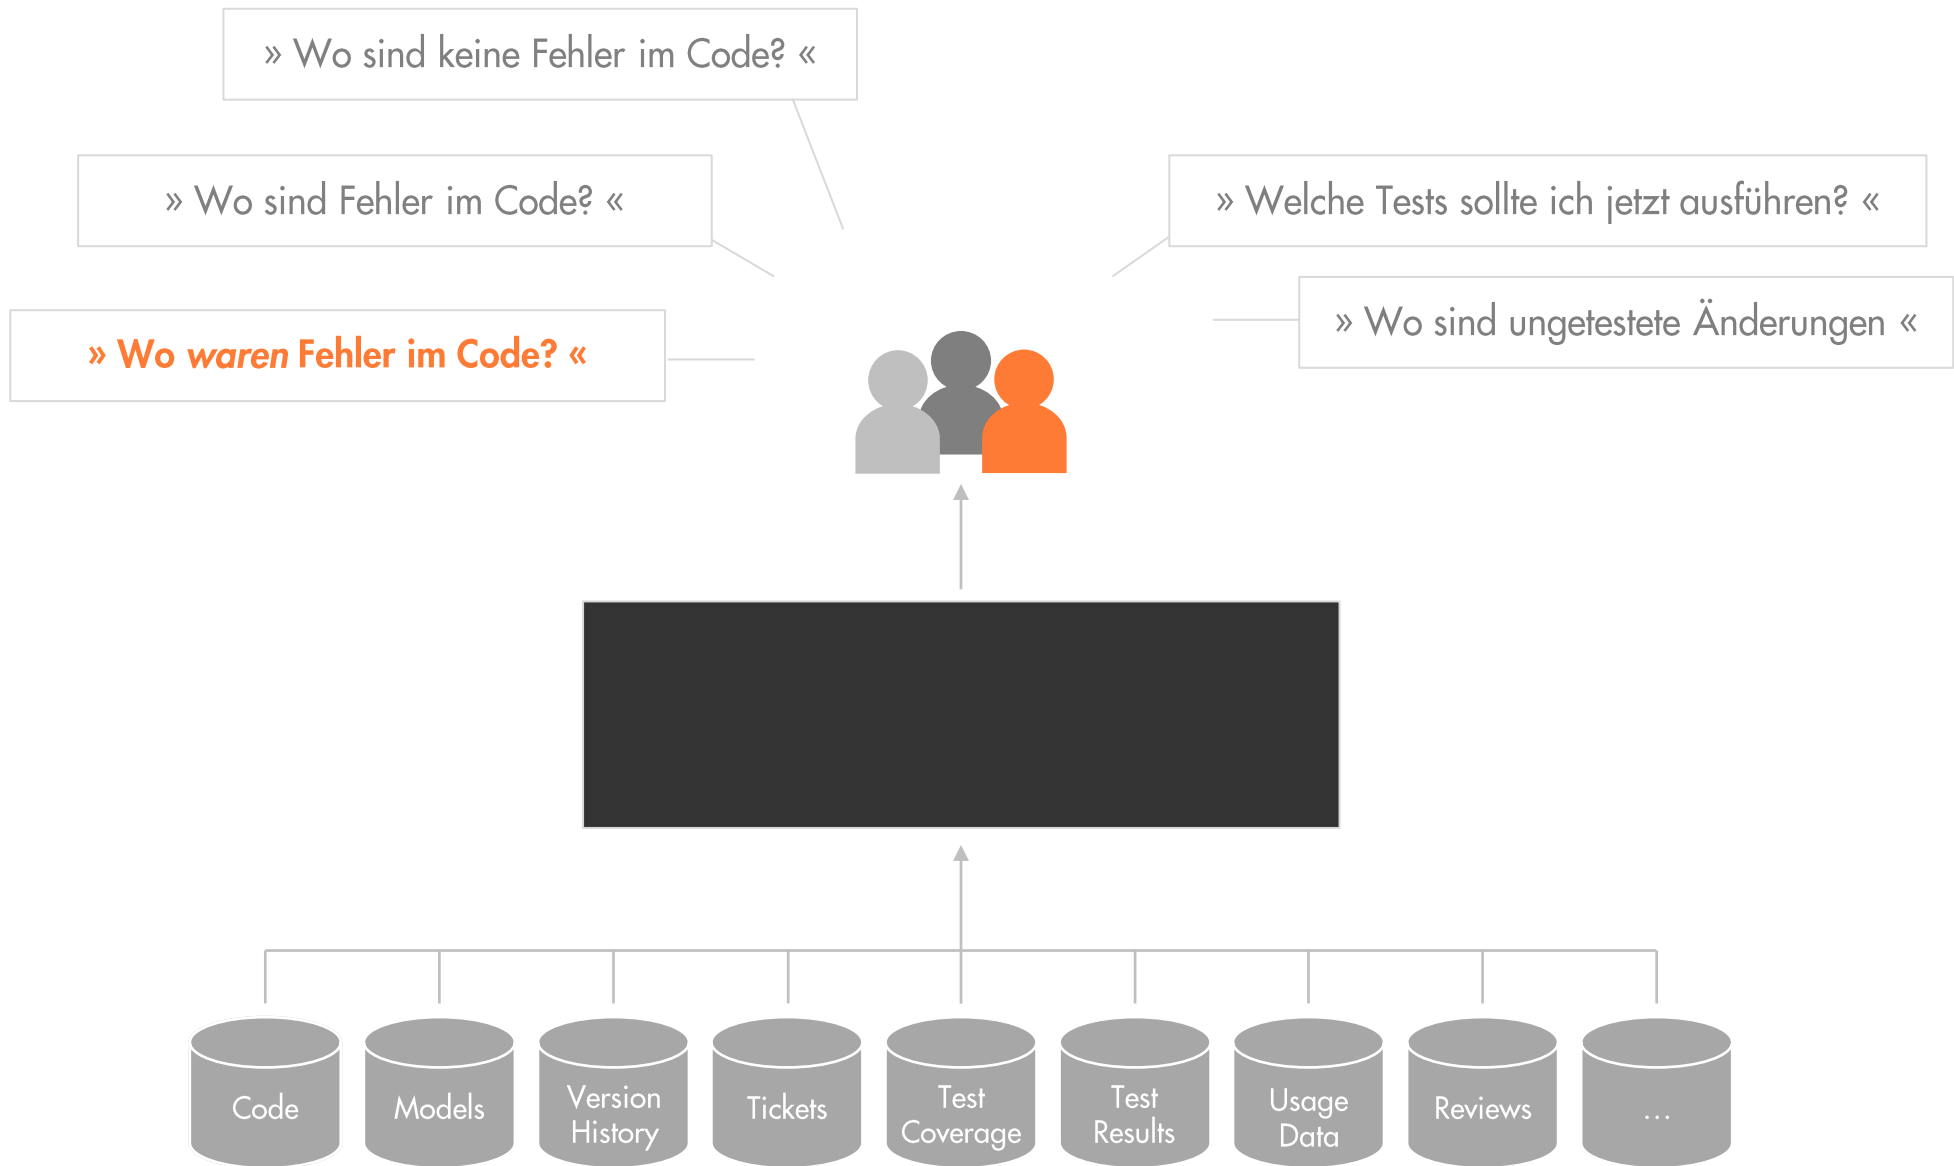 » Wo sind keine Fehler im Code? «
» Wo sind Fehler im Code? «
» Welche Tests sollte ich jetzt ausführen? «
» Wo waren Fehler im Code? «
» Wo sind ungetestete Änderungen «
Code
Models
Version
History
Tickets
Test
Coverage
Test
Results
Usage
Data
Reviews
...